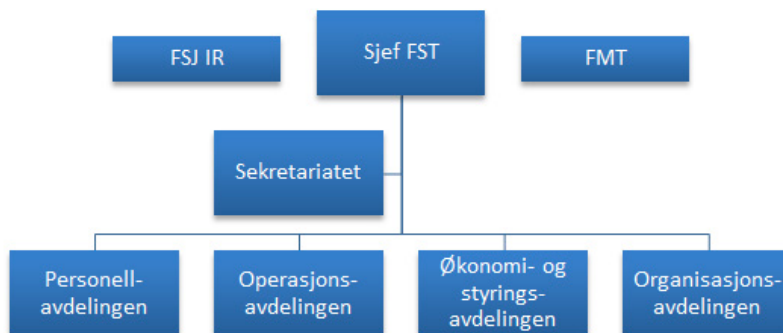 FSJ IR
Sjef FST
FMT
Sekretariatet
Personell-
avdelingen
Operasjons-
avdelingen
Økonomi- og
styrings-
avdelingen
Organisasjons-
avdelingen